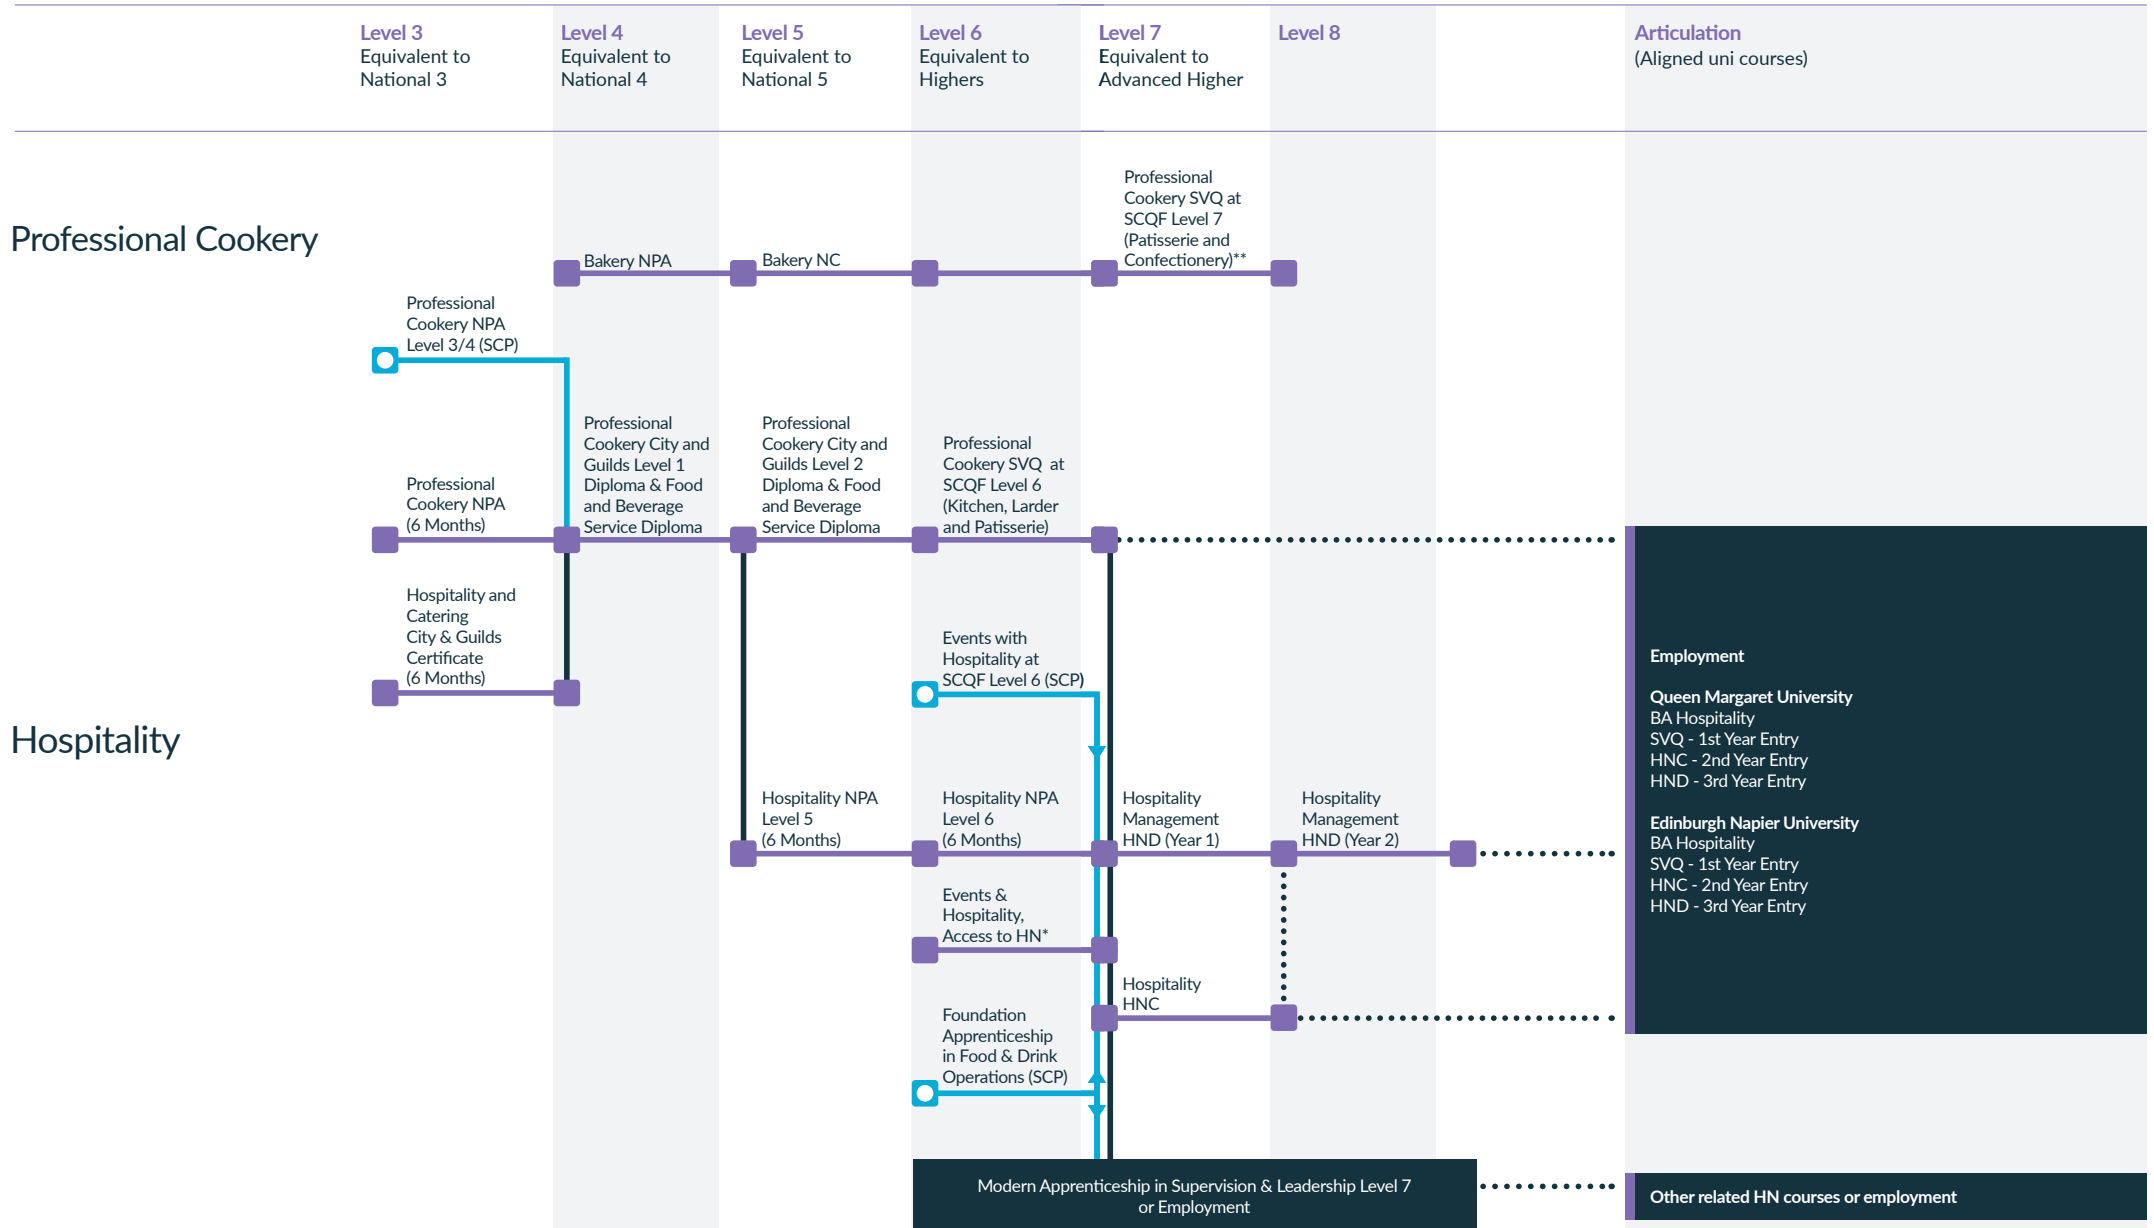 Level 3
Equivalent to
National 3
Level 4
Equivalent to
National 4
Level 5
Equivalent to
National 5
Level 6
Equivalent to
Highers
Level 7
Equivalent to
Advanced Higher
Level 8
Articulation
(Aligned uni courses)
Professional Cookery
Bakery NPA
Bakery NC
Professional
Cookery SVQ at
SCQF Level 7
(Patisserie and
Confectionery)**
Professional
Cookery NPA
Level 3/4 (SCP)
Professional
Cookery NPA
(6 Months)
Professional
Cookery City and
Guilds Level 1
Diploma & Food
and Beverage
Service Diploma
Professional
Cookery City and
Guilds Level 2
Diploma & Food
and Beverage
Service Diploma
Professional
Cookery SVQ at
SCQF Level 6
(Kitchen, Larder
and Patisserie)
Hospitality and
Catering
City & Guilds
Certificate
(6 Months)
Hospitality
Events with
Hospitality at
SCQF Level 6 (SCP)
Hospitality NPA
Level 5
(6 Months)
Hospitality NPA
Level 6
(6 Months)
Hospitality
Management
HND (Year 1)
Hospitality
Management
HND (Year 2)
Events &
Hospitality,
Access to HN*
Hospitality
HNC
Foundation
Apprenticeship
in Food & Drink
Operations (SCP)
Employment
Queen Margaret University
BA Hospitality
SVQ - 1st Year Entry
HNC - 2nd Year Entry
HND - 3rd Year Entry
Edinburgh Napier University
BA Hospitality
SVQ - 1st Year Entry
HNC - 2nd Year Entry
HND - 3rd Year Entry
Modern Apprenticeship in Supervision & Leadership Level 7
or Employment
Other related HN courses or employment